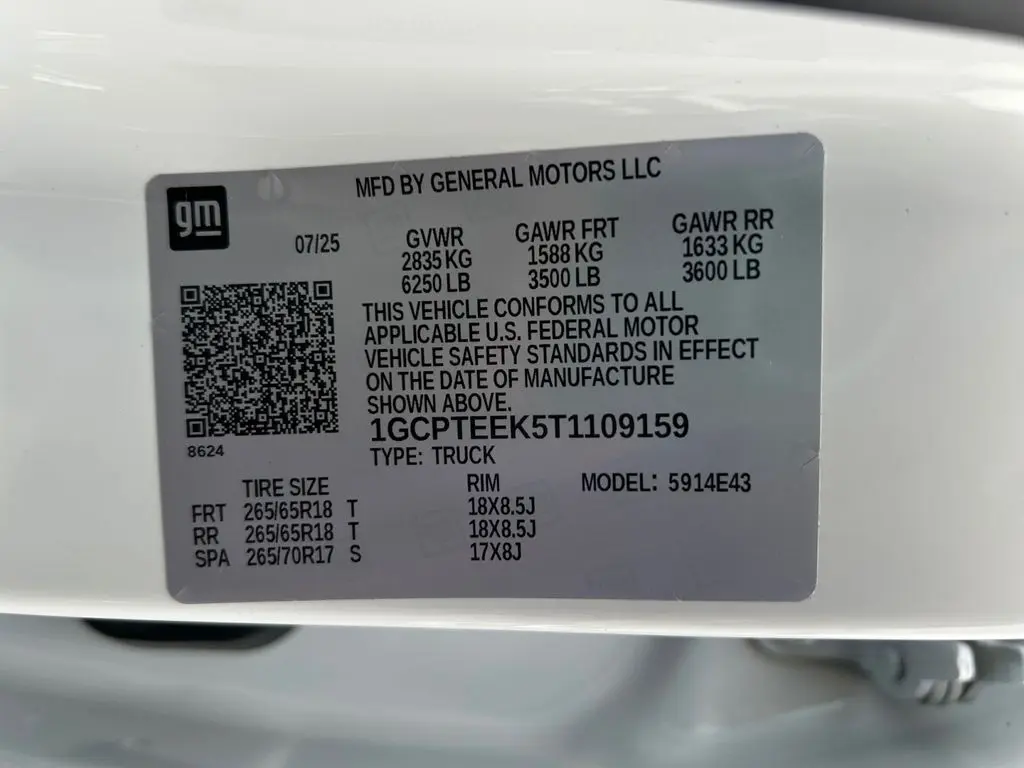 MFD BY GENERAL MOTORS LLC
gm
07/25
GVWR GAWR FRT GAWR RR
2835 KG 1588 KG 1633 KG
6250 LB 3500 LB 3600 LB
THIS VEHICLE CONFORMS TO ALL
APPLICABLE U.S. FEDERAL MOTOR
VEHICLE SAFETY STANDARDS IN EFFECT
ON THE DATE OF MANUFACTURE
SHOWN ABOVE.
1GCPTEEK5T1109159
8624
TYPE: TRUCK
TIRE SIZE RIM MODEL: 5914E43
FRT 265/65R18 T 18X8.5J
RR 265/65R18 T 18X8.5J
SPA 265/70R17 S 17X8J